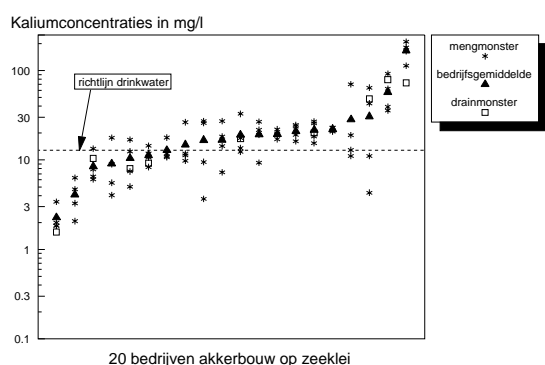 Kaliumconcentraties in mg/l
mengmonster
bedrijfsgemiddelde
drainmonster
100
richtlijn drinkwater
30
10
3
1
0.3
0.1
20 bedrijven akkerbouw op zeeklei